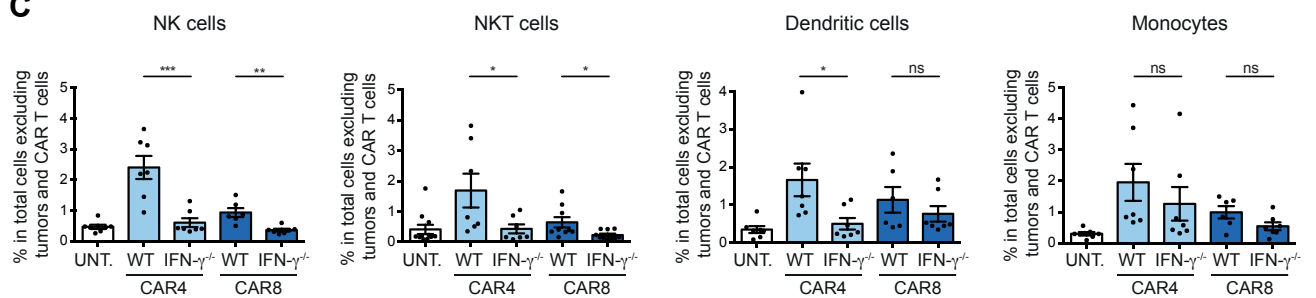 C
NK cells
NKT cells
Dendritic cells
Monocytes
% in total cells excluding
tumors and CAR T cells
5
4
3
2
1
0
***
**
UNT.
WT
IFN-γ-/-
WT
IFN-γ-/-
CAR4
CAR8
% in total cells excluding
tumors and CAR T cells
5
4
3
2
1
0
*
*
UNT.
WT
IFN-γ-/-
WT
IFN-γ-/-
CAR4
CAR8
% in total cells excluding
tumors and CAR T cells
4
3
2
1
0
*
ns
UNT.
WT
IFN-γ-/-
WT
IFN-γ-/-
CAR4
CAR8
% in total cells excluding
tumors and CAR T cells
5
4
3
2
1
0
ns
ns
UNT.
WT
IFN-γ-/-
WT
IFN-γ-/-
CAR4
CAR8